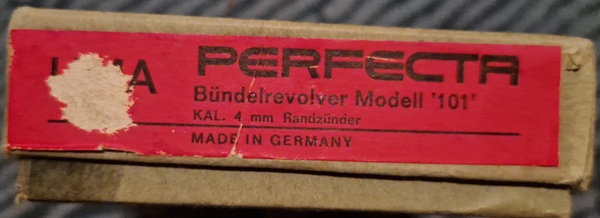 PERFECTA
Bündelrevolver Modell '101'
KAL. 4 mm Randzünder
MADE IN GERMANY